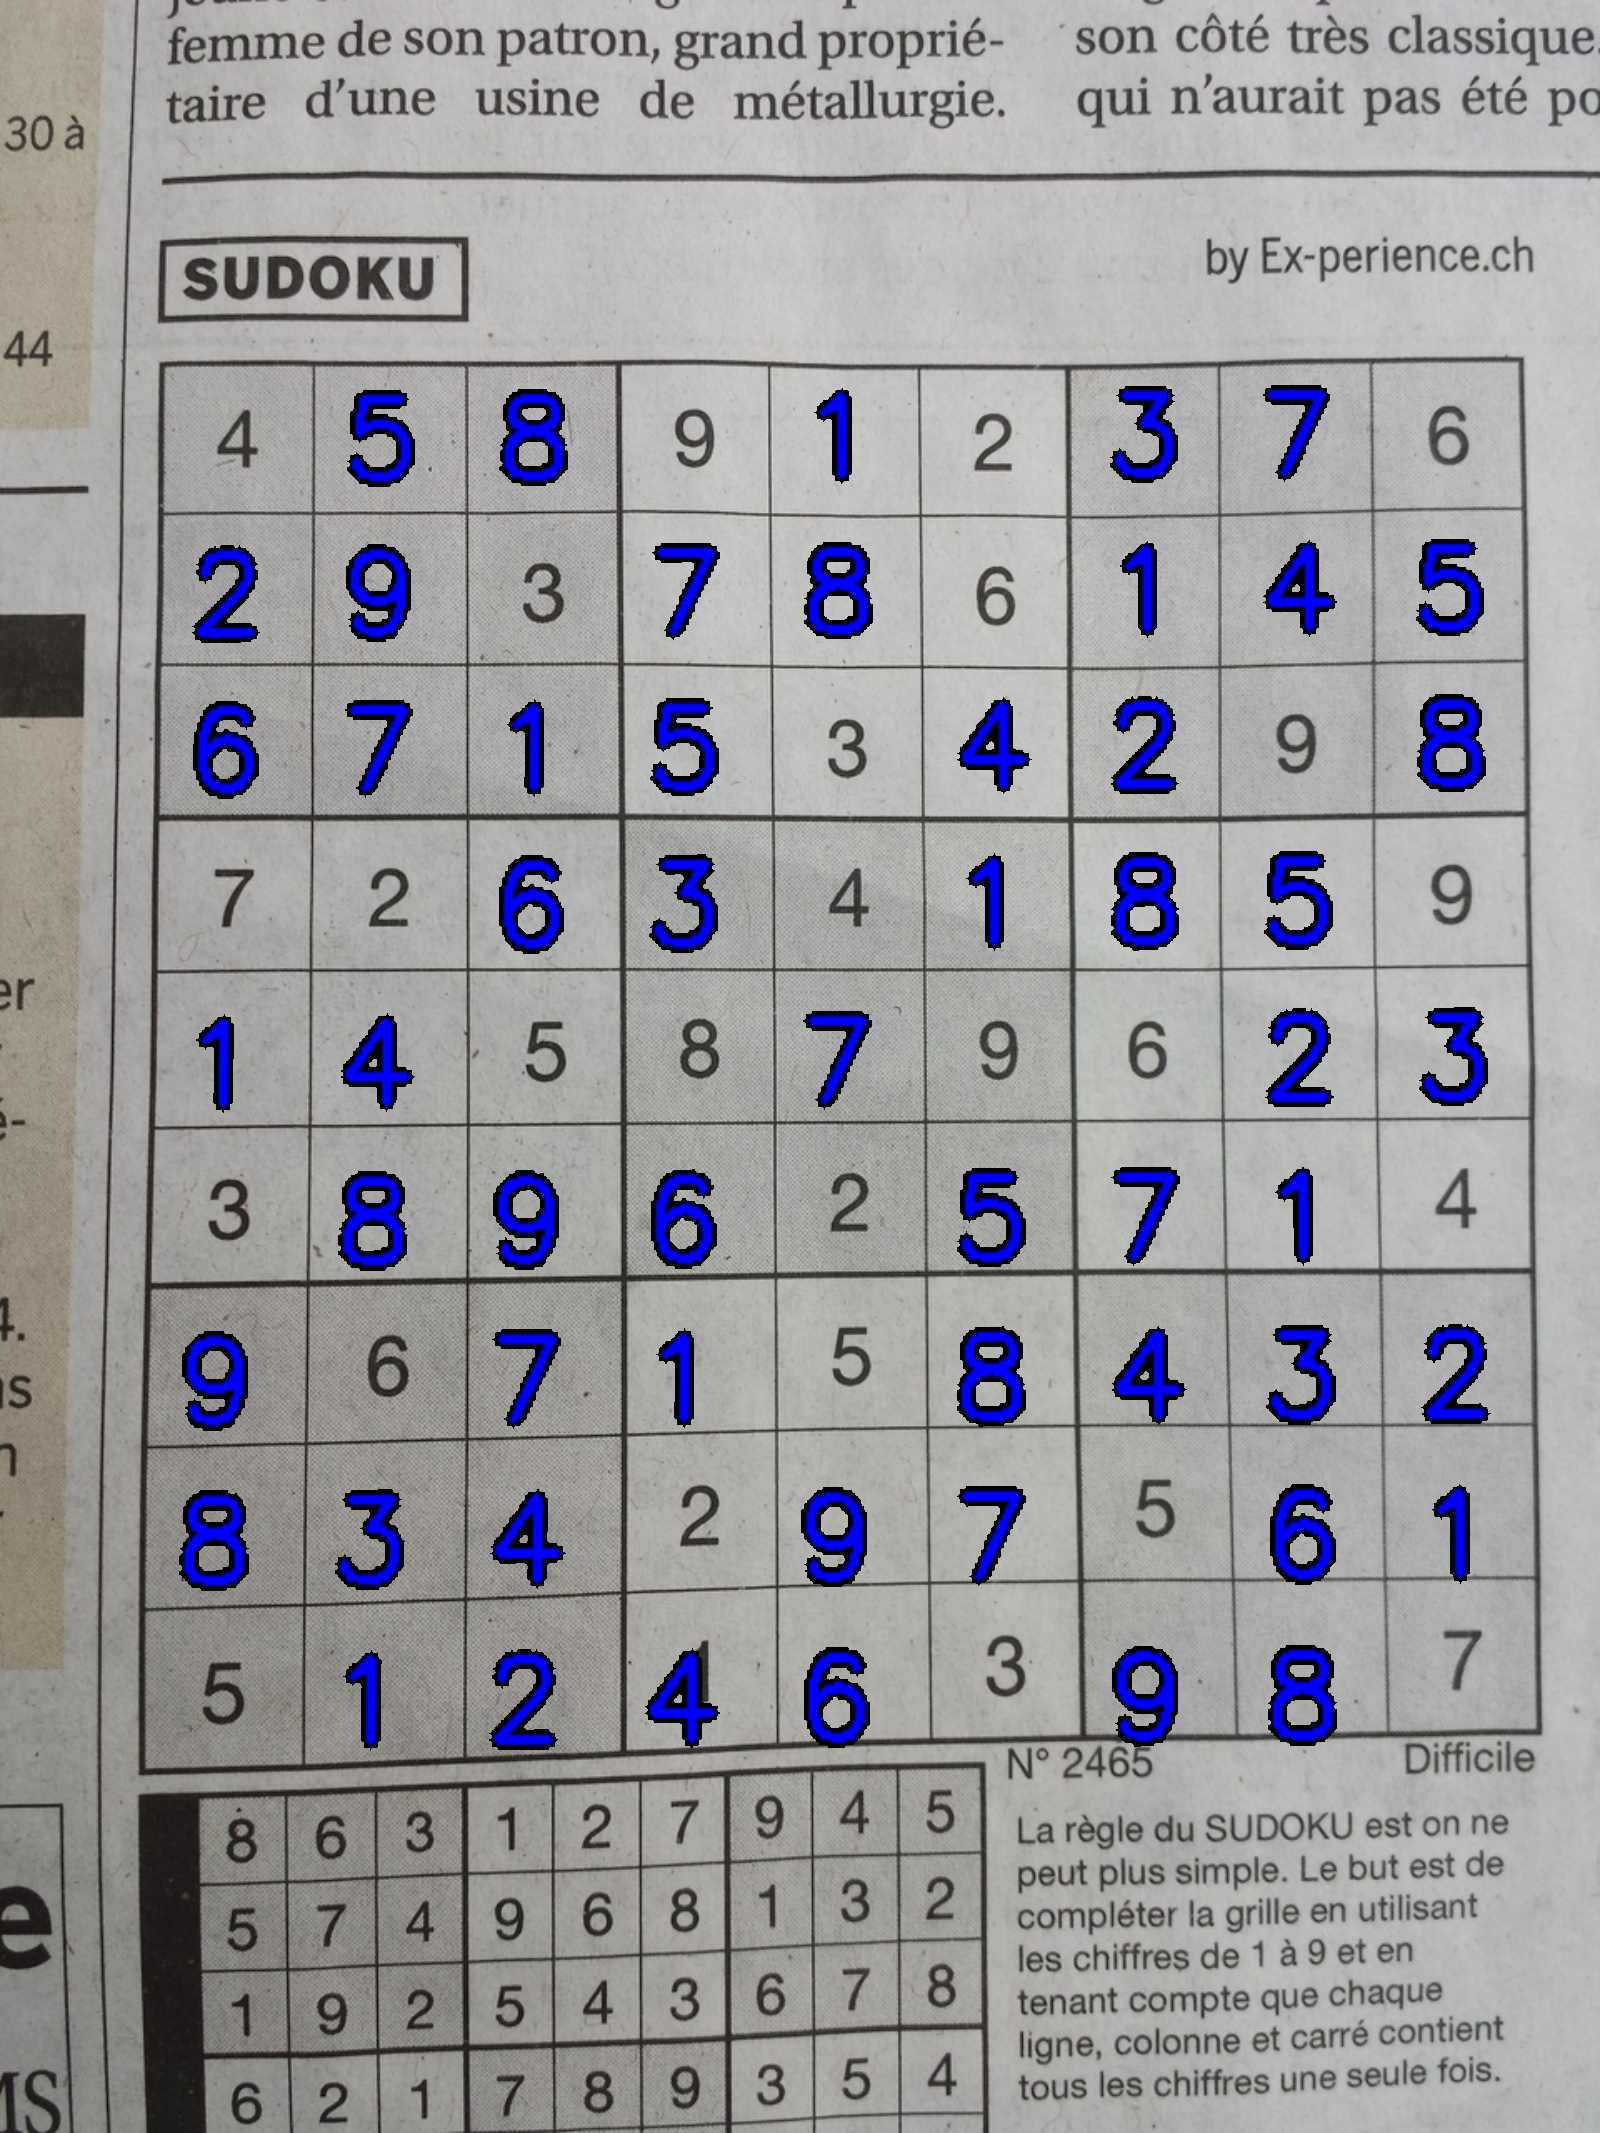 femme de son patron, grand proprié-
taire d'une usine de métallurgie.
son côté très classique.
qui n'aurait pas été po
30 à
44
er
é-
4.
SUDOKU
by Ex-perience.ch
4 5 8 9 1 2 3 7 6
2 9 3 7 8 6 1 4 5
6 7 1 5 3 4 2 9 8
7 2 6 3 4 1 8 5 9
1 4 5 8 7 9 6 2 3
3 8 9 6 2 5 7 1 4
9 6 7 1 5 8 4 3 2
8 3 4 2 9 7 5 6 1
5 1 2 4 6 3 9 8 7
N° 2465
Difficile
8 6 3 1 2 7 9 4 5
5 7 4 9 6 8 1 3 2
1 9 2 5 4 3 6 7 8
6 2 1 7 8 9 3 5 4
La règle du SUDOKU est on ne
peut plus simple. Le but est de
compléter la grille en utilisant
les chiffres de 1 à 9 et en
tenant compte que chaque
ligne, colonne et carré contient
tous les chiffres une seule fois.